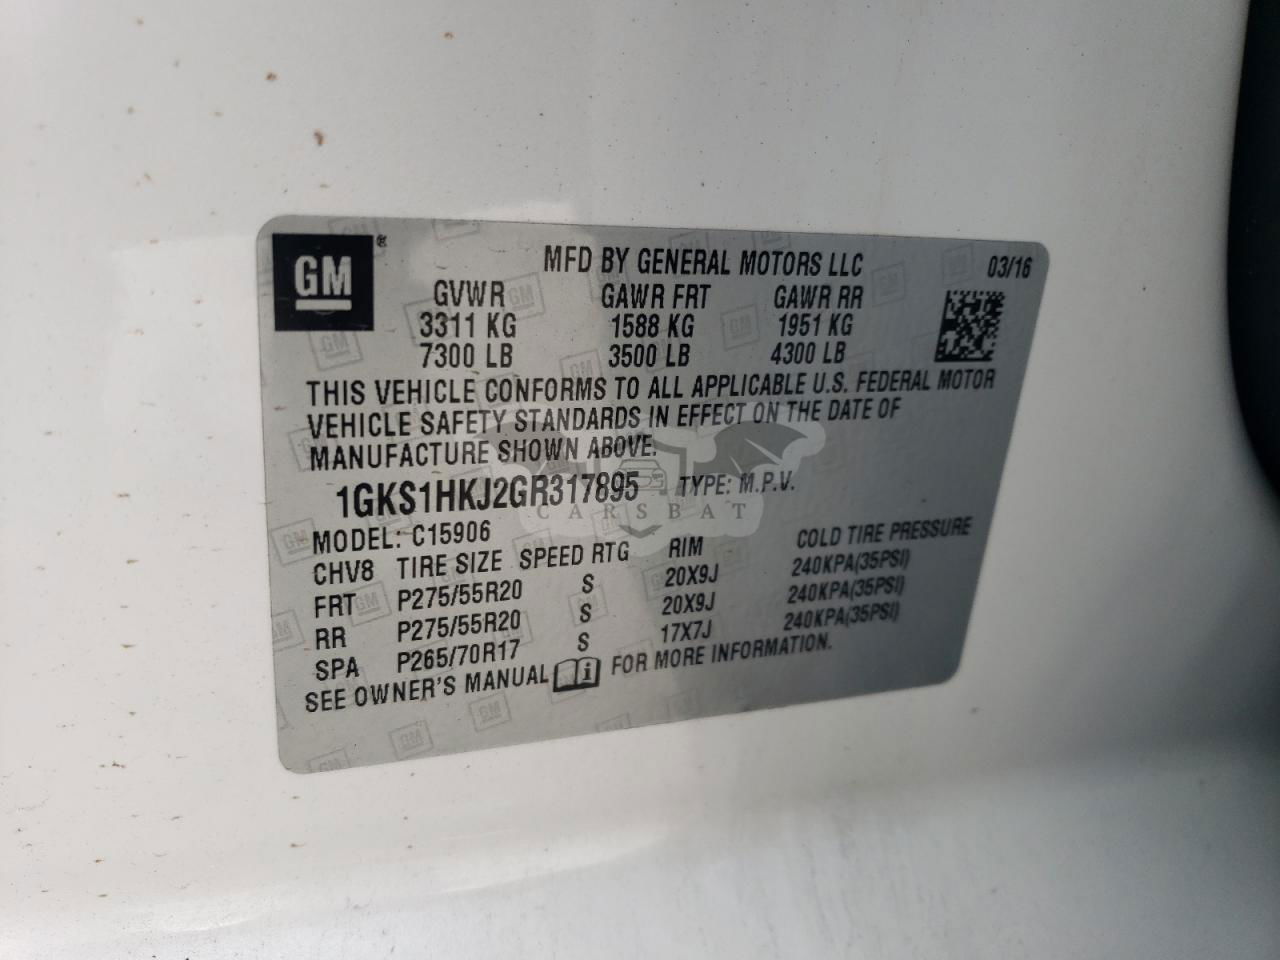 GM ®
MFD BY GENERAL MOTORS LLC 03/16
GVWR GAWR FRT GAWR RR
3311 KG 1588 KG 1951 KG
7300 LB 3500 LB 4300 LB
THIS VEHICLE CONFORMS TO ALL APPLICABLE U.S. FEDERAL MOTOR
VEHICLE SAFETY STANDARDS IN EFFECT ON THE DATE OF
MANUFACTURE SHOWN ABOVE.
1GKS1HKJ2GR317895 TYPE: M.P.V.
CARSBAT
MODEL: C15906
CHV8 TIRE SIZE SPEED RTG RIM COLD TIRE PRESSURE
FRT P275/55R20 S 20X9J 240KPA(35PSI)
RR P275/55R20 S 20X9J 240KPA(35PSI)
SPA P265/70R17 S 17X7J 240KPA(35PSI)
SEE OWNER'S MANUAL i FOR MORE INFORMATION.